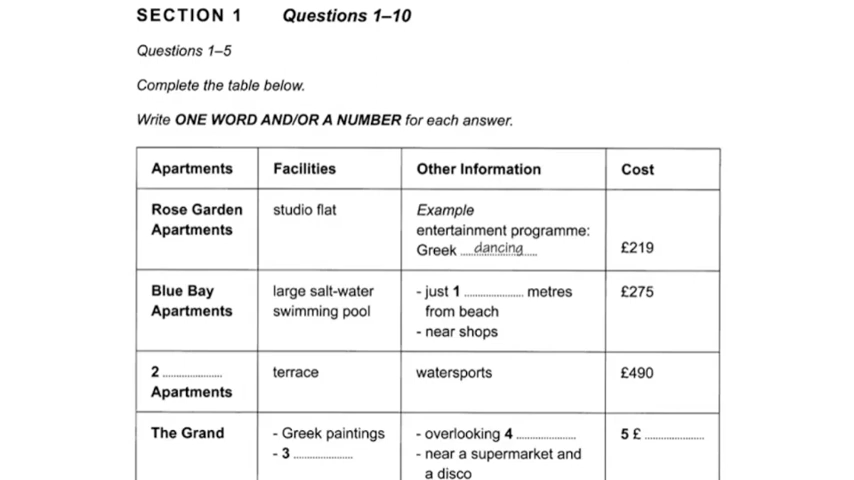 SECTION 1 Questions 1–10
Questions 1–5
Complete the table below.
Write ONE WORD AND/OR A NUMBER for each answer.
Apartments Facilities Other Information Cost
Rose Garden Apartments studio flat Example entertainment programme: Greek dancing £219
Blue Bay Apartments large salt-water swimming pool - just 1 .................... metres from beach - near shops £275
2 .................... Apartments terrace watersports £490
The Grand - Greek paintings - 3 .................... - overlooking 4 .................... - near a supermarket and a disco 5 £ ....................